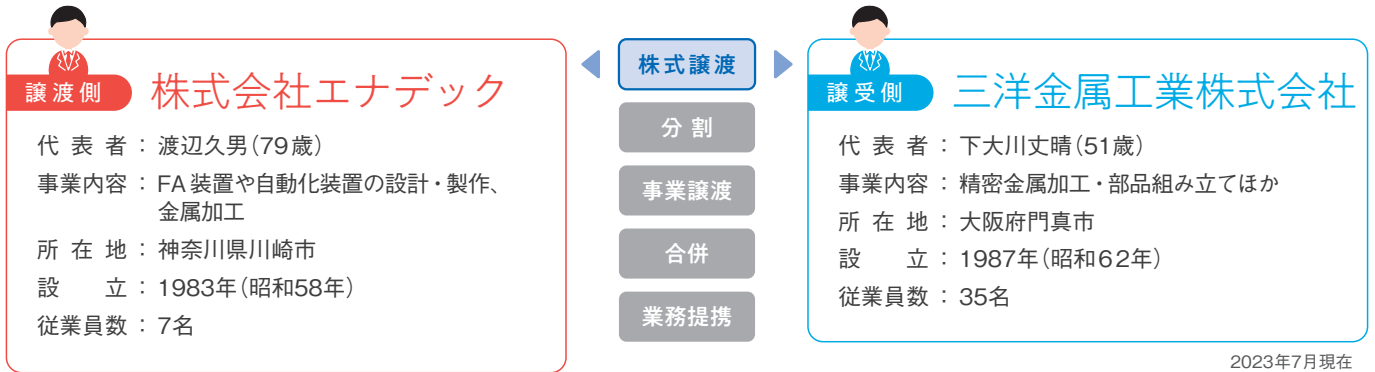 譲渡側 株式会社エナデック
代表者：渡辺久男（79歳）
事業内容：FA装置や自動化装置の設計・製作、
金属加工
所在地：神奈川県川崎市
設立：1983年（昭和58年）
従業員数：7名
株式譲渡
分割
事業譲渡
合併
業務提携
譲受側 三洋金属工業株式会社
代表者：下大川丈晴（51歳）
事業内容：精密金属加工・部品組み立てほか
所在地：大阪府門真市
設立：1987年（昭和62年）
従業員数：35名
2023年7月現在